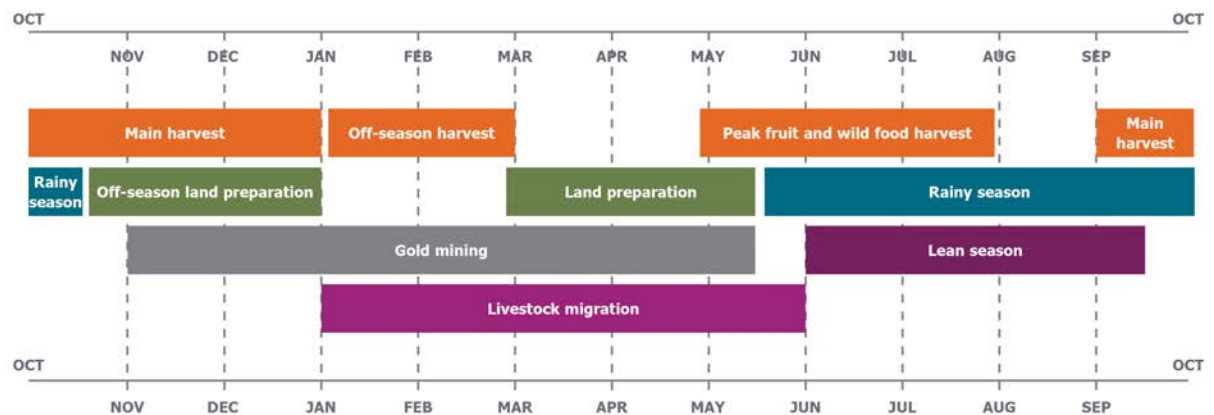 OCT OCT
NOV DEC JAN FEB MAR APR MAY JUN JUL AUG SEP
Main harvest
Off-season harvest
Peak fruit and wild food harvest
Main
harvest
Rainy
season
Off-season land preparation
Land preparation
Rainy season
Gold mining
Lean season
Livestock migration
OCT OCT
NOV DEC JAN FEB MAR APR MAY JUN JUL AUG SEP